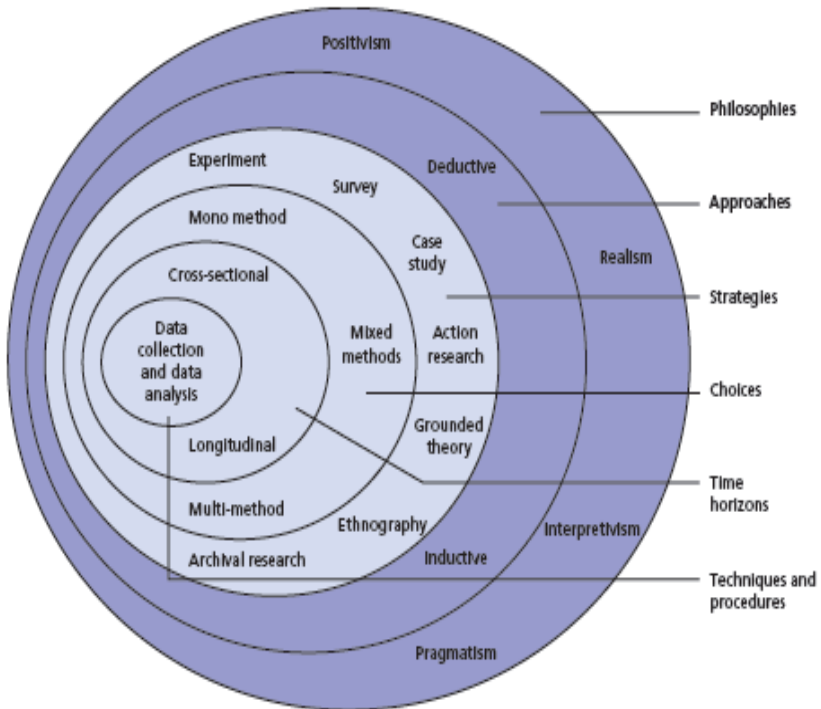 Positivism
Philosophies
Experiment
Deductive
Survey
Approaches
Mono method
Case
study
Realism
Cross-sectional
Strategies
Data
collection
and data
analysis
Mixed
methods
Action
research
Choices
Grounded
theory
Longitudinal
Time
horizons
Multi-method
Ethnography
Interpretivism
Archival research
Inductive
Techniques and
procedures
Pragmatism